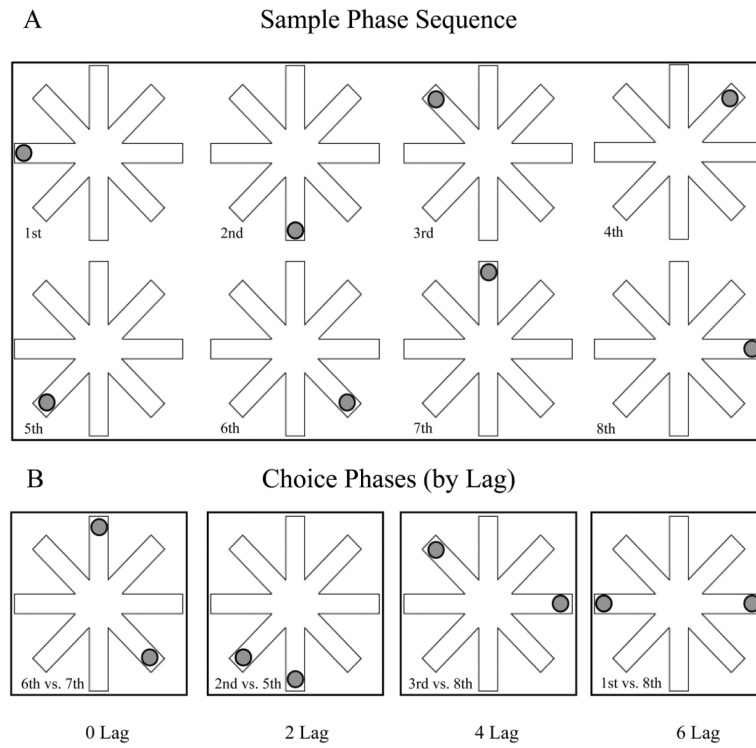 A
Sample Phase Sequence
1st
2nd
3rd
4th
5th
6th
7th
8th
B
Choice Phases (by Lag)
6th vs. 7th
2nd vs. 5th
3rd vs. 8th
1st vs. 8th
0 Lag
2 Lag
4 Lag
6 Lag